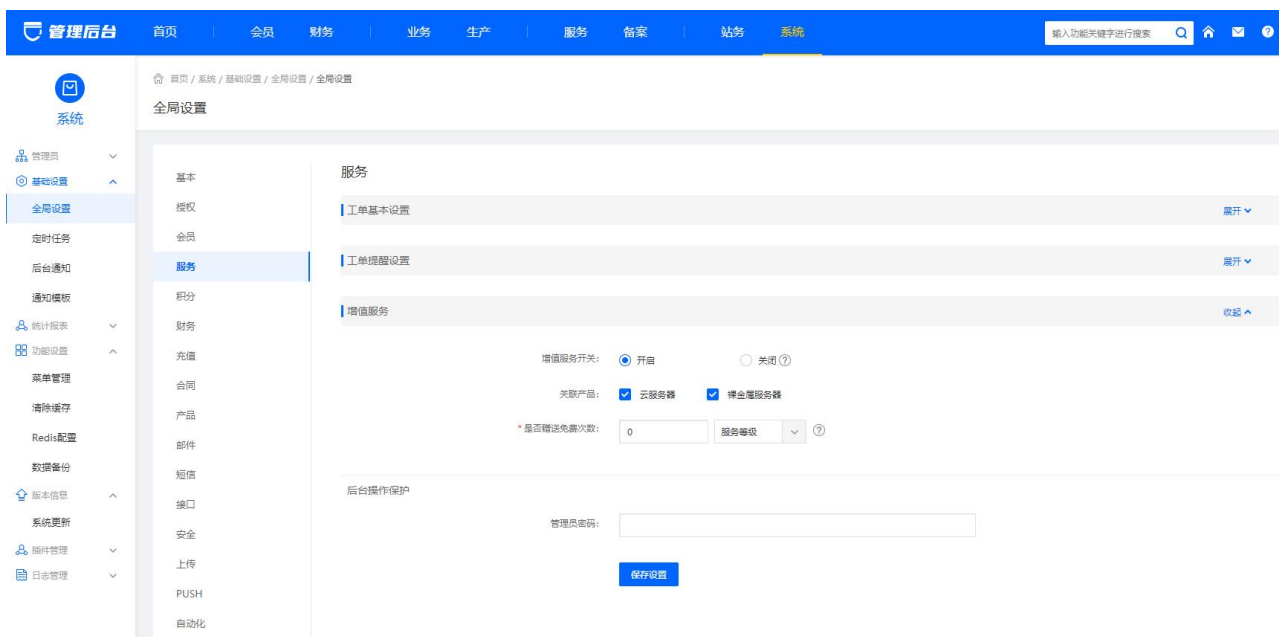 管理后台
首页 会员 财务 业务 生产 服务 备案 站务 系统
输入功能关键字进行搜索
系统
首页 / 系统 / 基础设置 / 全局设置 / 全局设置
全局设置
管理员
基础设置
全局设置
定时任务
后台通知
通知模板
统计报表
功能设置
菜单管理
清除缓存
Redis配置
数据备份
版本信息
系统更新
插件管理
日志管理
基本
授权
会员
服务
积分
财务
充值
合同
产品
邮件
短信
接口
安全
上传
PUSH
自动化
服务
工单基本设置 展开
工单提醒设置 展开
增值服务 收起
增值服务开关: 开启 关闭 ?
关联产品: 云服务器 裸金属服务器
* 是否赠送免费次数: 0 服务等级 ?
后台操作保护
管理员密码:
保存设置